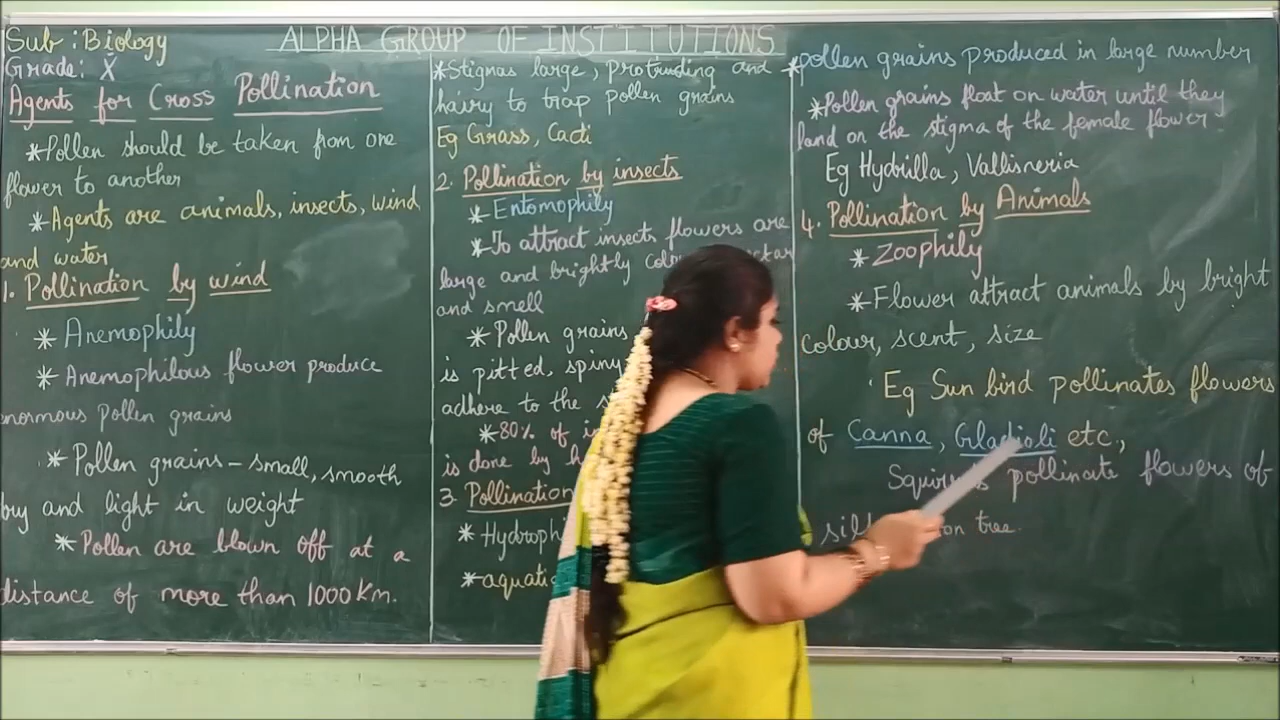 Sub : Biology
Grade: X
ALPHA GROUP OF INSTITUTIONS
Agents for Cross Pollination
*Pollen should be taken from one
flower to another
*Agents are animals, insects, wind
and water
1. Pollination by wind
*Anemophily
*Anemophilous flower produce
enormous pollen grains
*Pollen grains - small, smooth
and light in weight
*Pollen are blown off at a
distance of more than 1000 Km.
*Stigmas large, protruding and
hairy to trap pollen grains
Eg Grass, Cacti
2. Pollination by insects
*Entomophily
*To attract insects flowers are
large and brightly
and smell
*Pollen grains
is pitted, spiny
adhere to the
*80% of
is done by
3. Pollination
*
*
*pollen grains produced in large number
*Pollen grains float on water until they
land on the stigma of the female flower.
Eg Hydrilla, Vallisneria
4. Pollination by Animals
*Zoophily
*Flower attract animals by bright
colour, scent, size
Eg Sun bird pollinates flowers
of Canna, Gladioli etc.,
pollinate flowers of
tree.